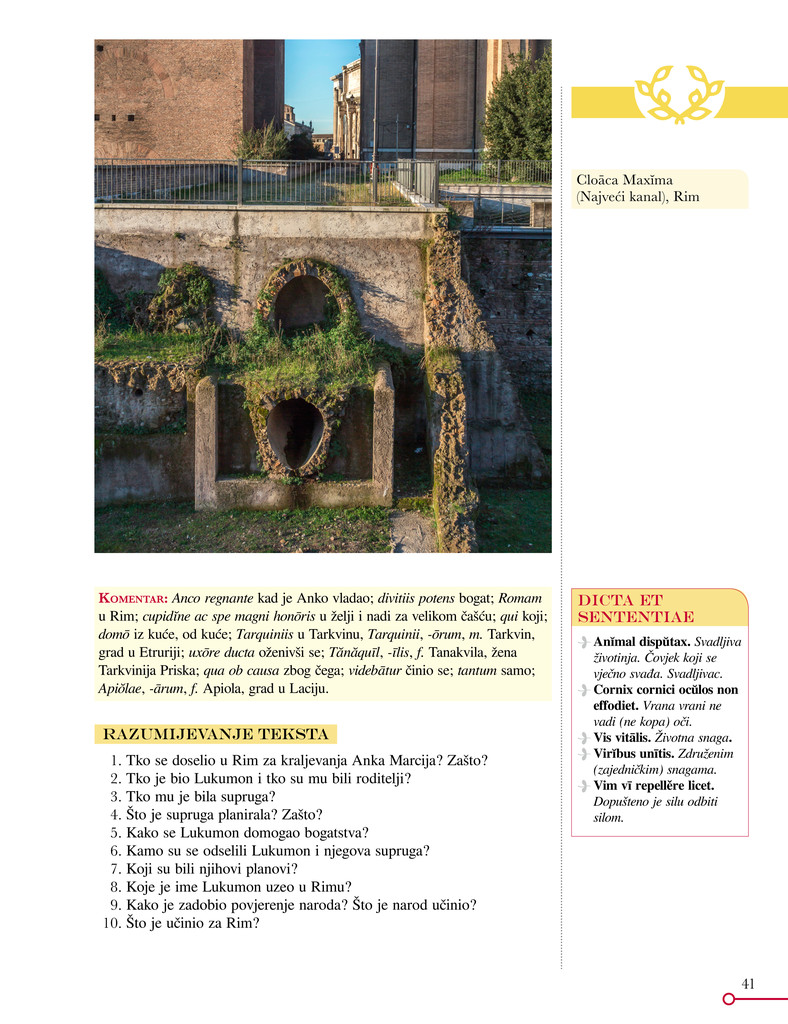 Cloāca Maxĭma
(Najveći kanal), Rim
KOMENTAR: Anco regnante kad je Anko vladao; divitiis potens bogat; Romam
u Rim; cupidĭne ac spe magni honōris u želji i nadi za velikom čašću; qui koji;
domō iz kuće, od kuće; Tarquiniis u Tarkvinu, Tarquinii, -ōrum, m. Tarkvin,
grad u Etruriji; uxōre ducta oženivši se; Tănăquĭl, -ĭlis, f. Tanakvila, žena
Tarkvinija Priska; qua ob causa zbog čega; videbātur činio se; tantum samo;
Apiŏlae, -ārum, f. Apiola, grad u Laciju.
RAZUMIJEVANJE TEKSTA
1. Tko se doselio u Rim za kraljevanja Anka Marcija? Zašto?
2. Tko je bio Lukumon i tko su mu bili roditelji?
3. Tko mu je bila supruga?
4. Što je supruga planirala? Zašto?
5. Kako se Lukumon domogao bogatstva?
6. Kamo su se odselili Lukumon i njegova supruga?
7. Koji su bili njihovi planovi?
8. Koje je ime Lukumon uzeo u Rimu?
9. Kako je zadobio povjerenje naroda? Što je narod učinio?
10. Što je učinio za Rim?
DICTA ET
SENTENTIAE
Anĭmal dispŭtax. Svadljiva
životinja. Čovjek koji se
vječno svađa. Svadljivac.
Cornix cornici ocŭlos non
effodiet. Vrana vrani ne
vadi (ne kopa) oči.
Vis vitālis. Životna snaga.
Virĭbus unītis. Združenim
(zajedničkim) snagama.
Vim vī repellĕre licet.
Dopušteno je silu odbiti
silom.
41